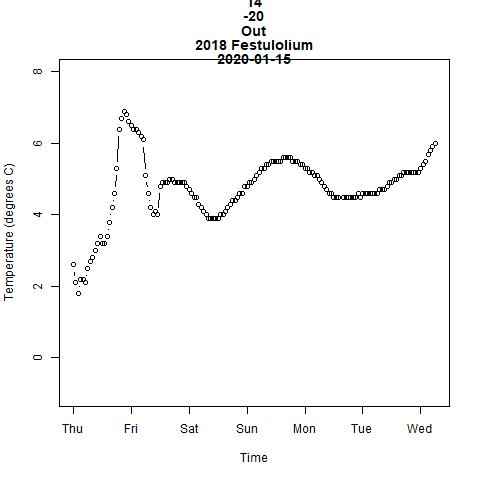 14
-20
Out
2018 Festulolium
2020-01-15
Temperature (degrees C)
8
6
4
2
0
Thu Fri Sat Sun Mon Tue Wed
Time